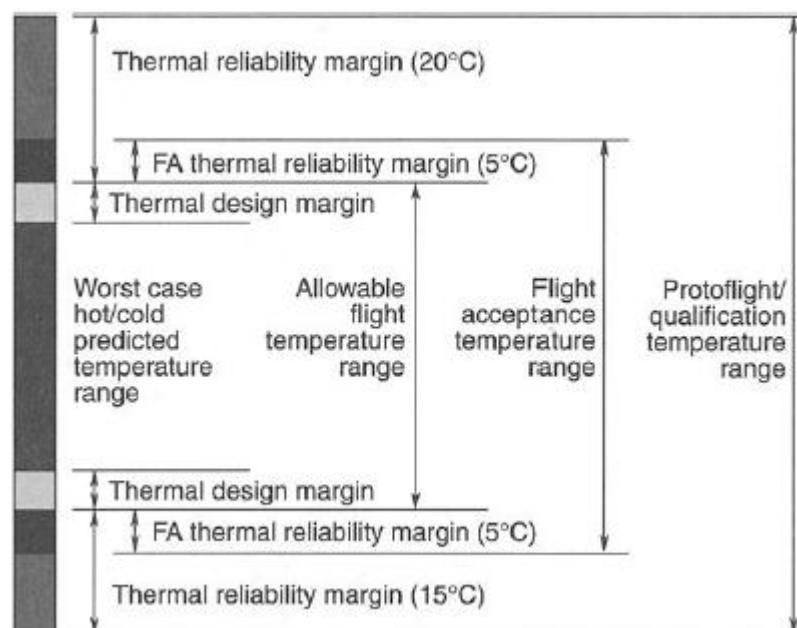 Thermal reliability margin (20°C)
FA thermal reliability margin (5°C)
Thermal design margin
Worst case
hot/cold
predicted
temperature
range
Allowable
flight
temperature
range
Flight
acceptance
temperature
range
Protoflight/
qualification
temperature
range
Thermal design margin
FA thermal reliability margin (5°C)
Thermal reliability margin (15°C)